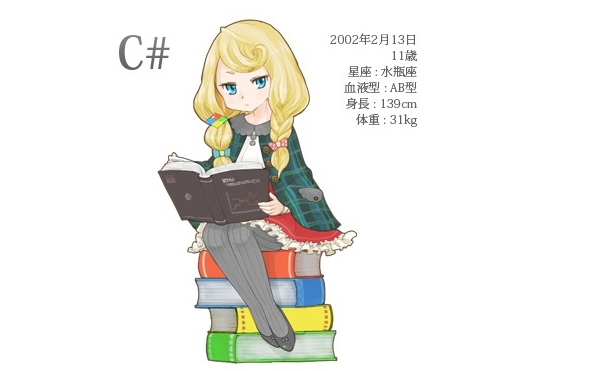 C#
2002年2月13日
11歳
星座 : 水瓶座
血液型 : AB型
身長 : 139cm
体重 : 31kg